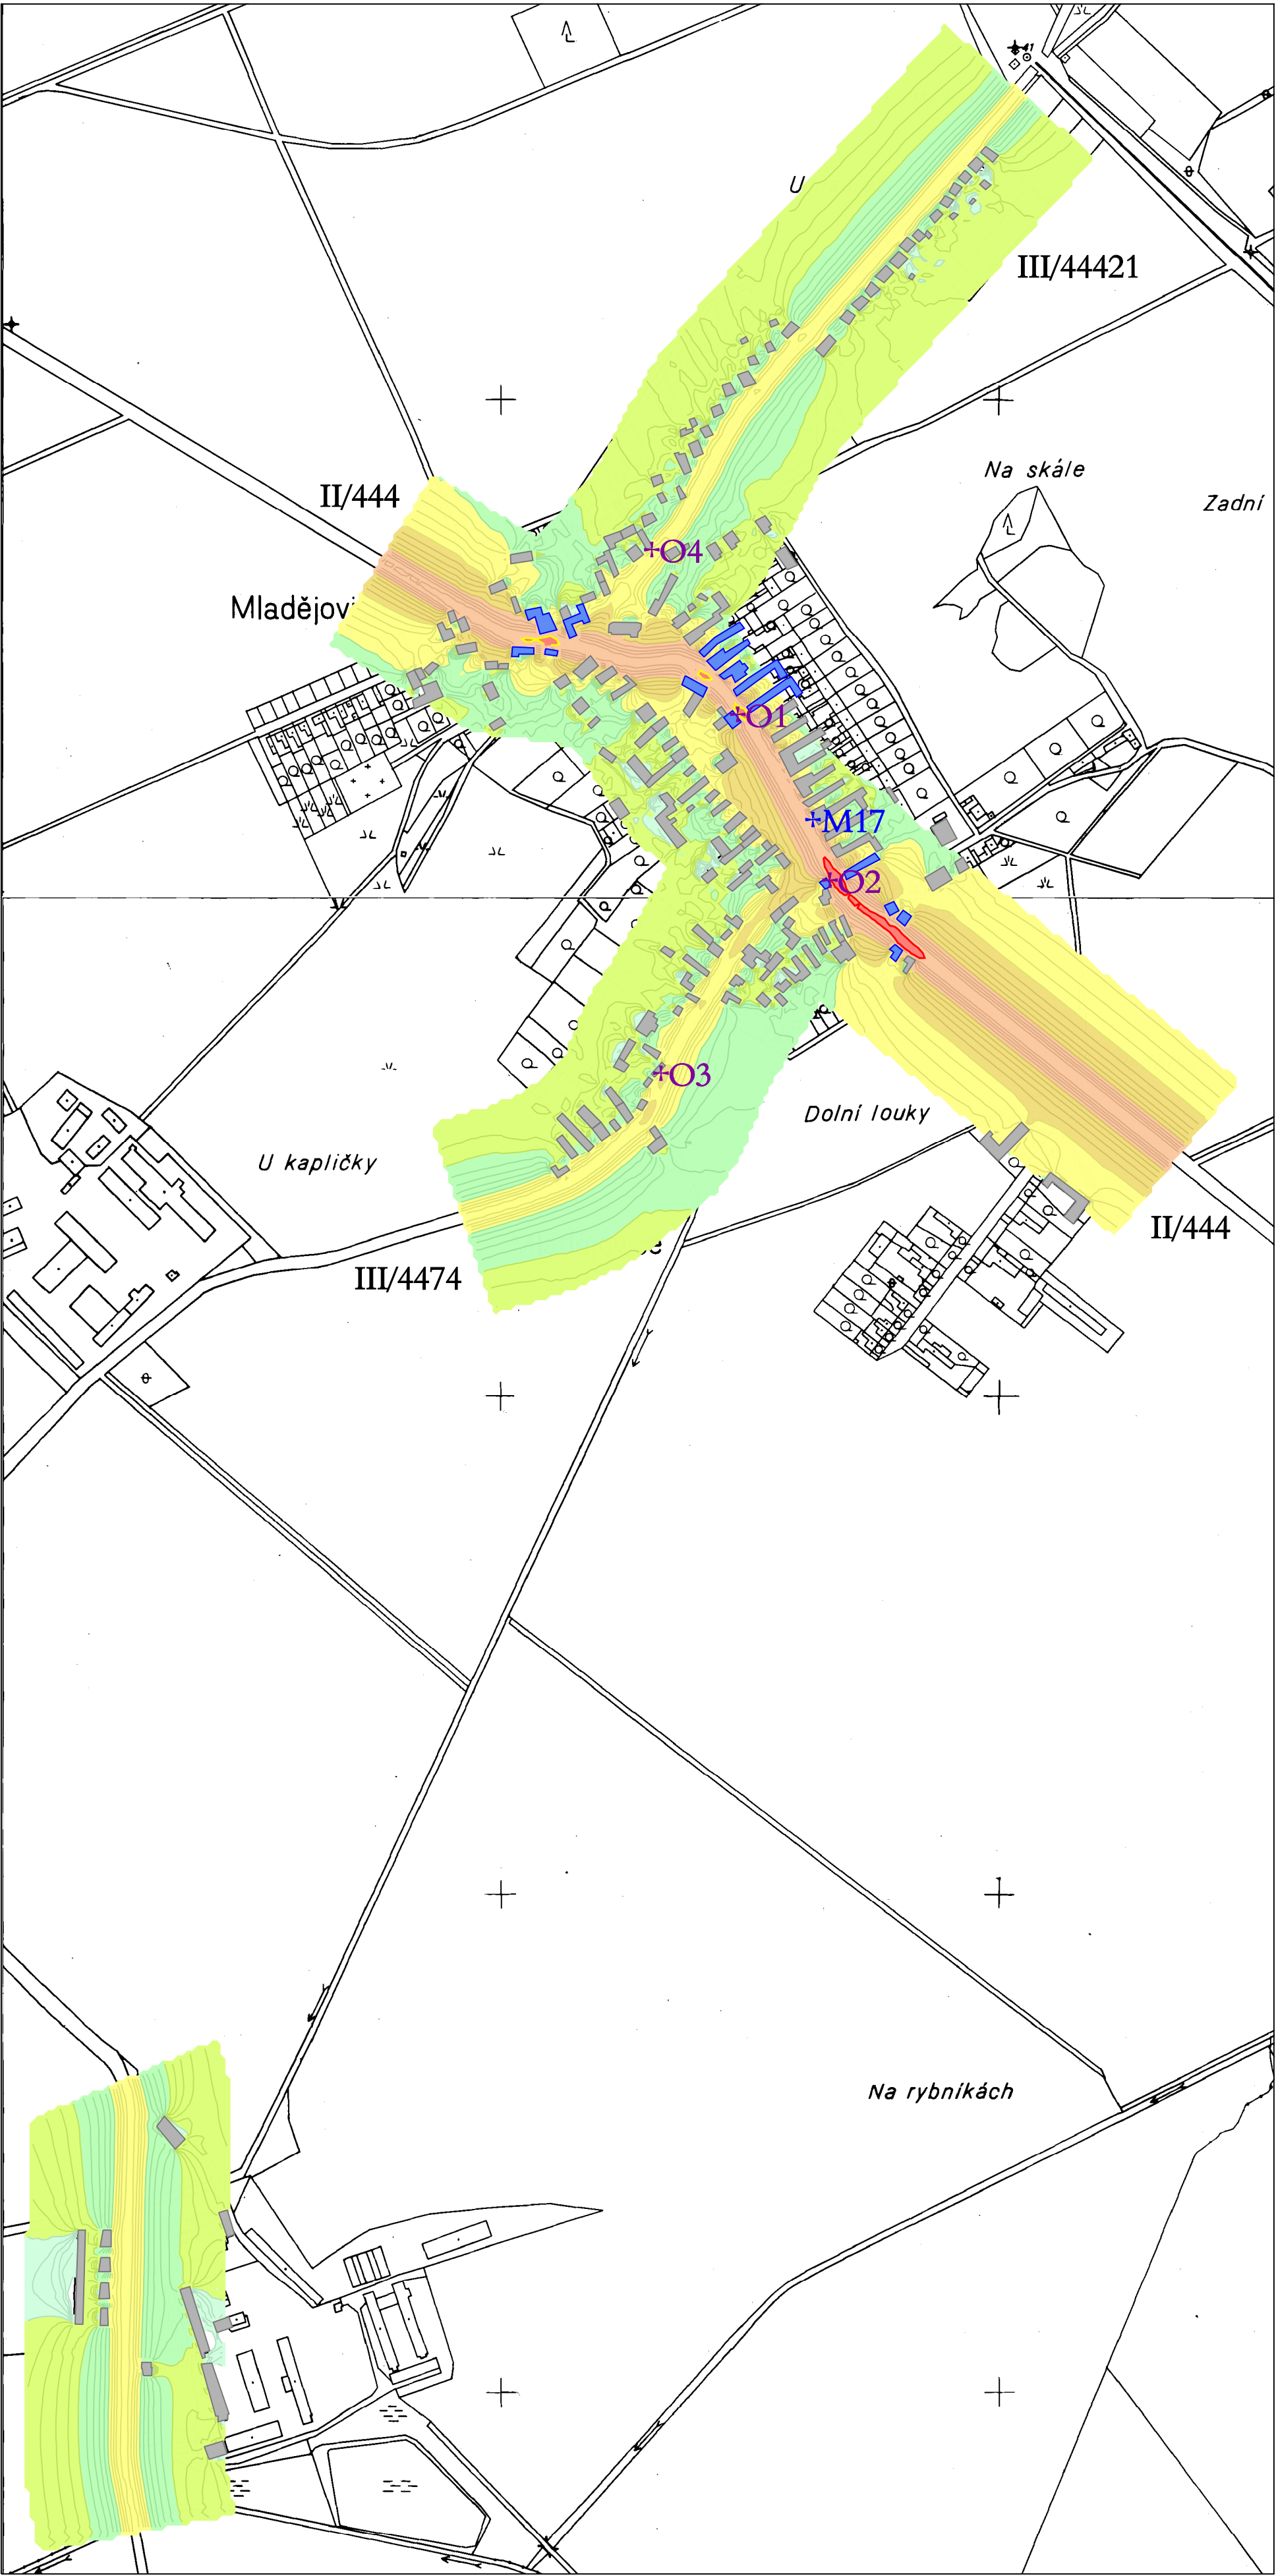 U
III/44421
Na skále
II/444
Zadní
O4
Mladějovi
O1
M17
O2
O3
Dolní louky
U kapličky
II/444
III/4474
Na rybníkách